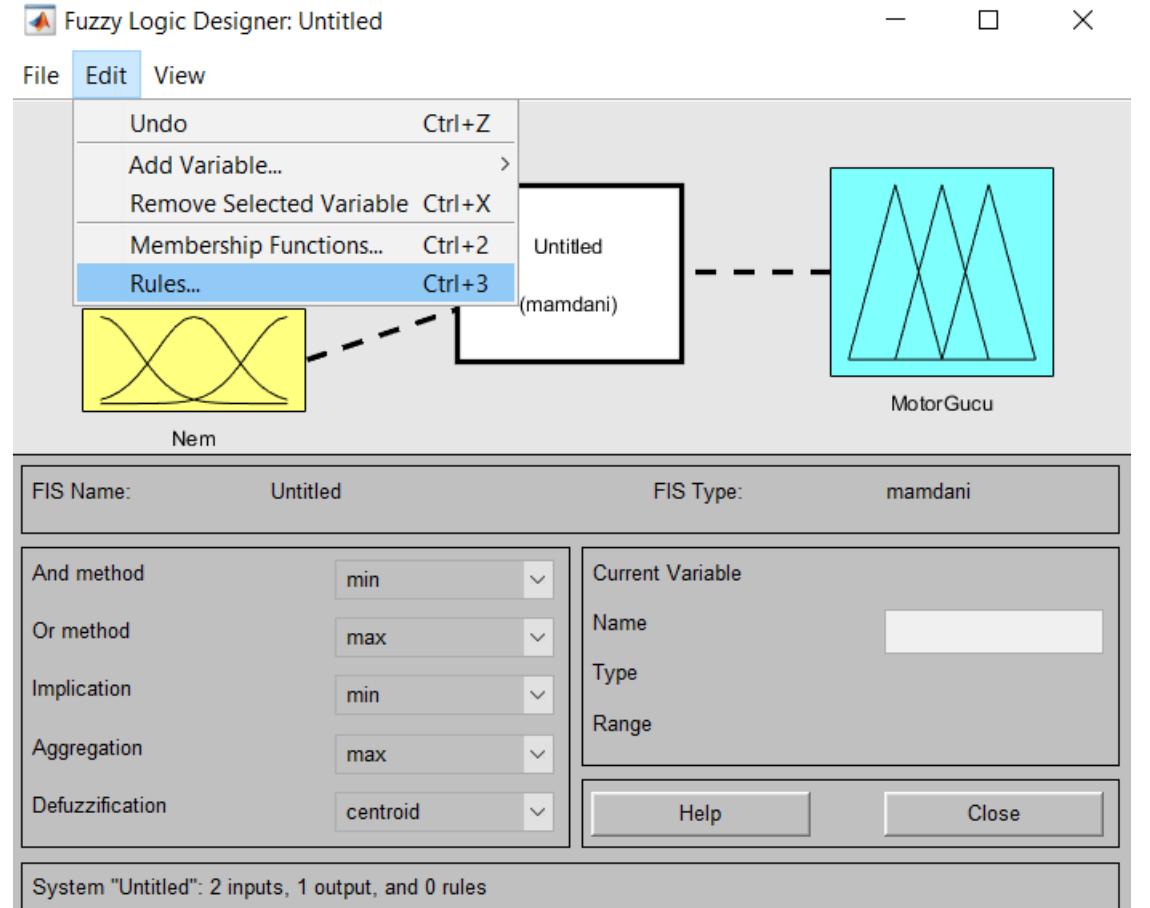 Fuzzy Logic Designer: Untitled
File Edit View
Undo Ctrl+Z
Add Variable...
Remove Selected Variable Ctrl+X
Membership Functions... Ctrl+2
Rules... Ctrl+3
Untitled
(mamdani)
Nem
MotorGucu
FIS Name: Untitled FIS Type: mamdani
And method min
Or method max
Implication min
Aggregation max
Defuzzification centroid
Current Variable
Name
Type
Range
Help Close
System "Untitled": 2 inputs, 1 output, and 0 rules